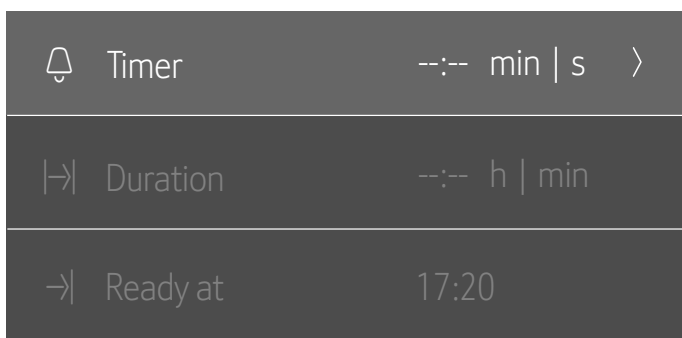 Timer --:-- min | s
Duration --:-- h | min
Ready at 17:20